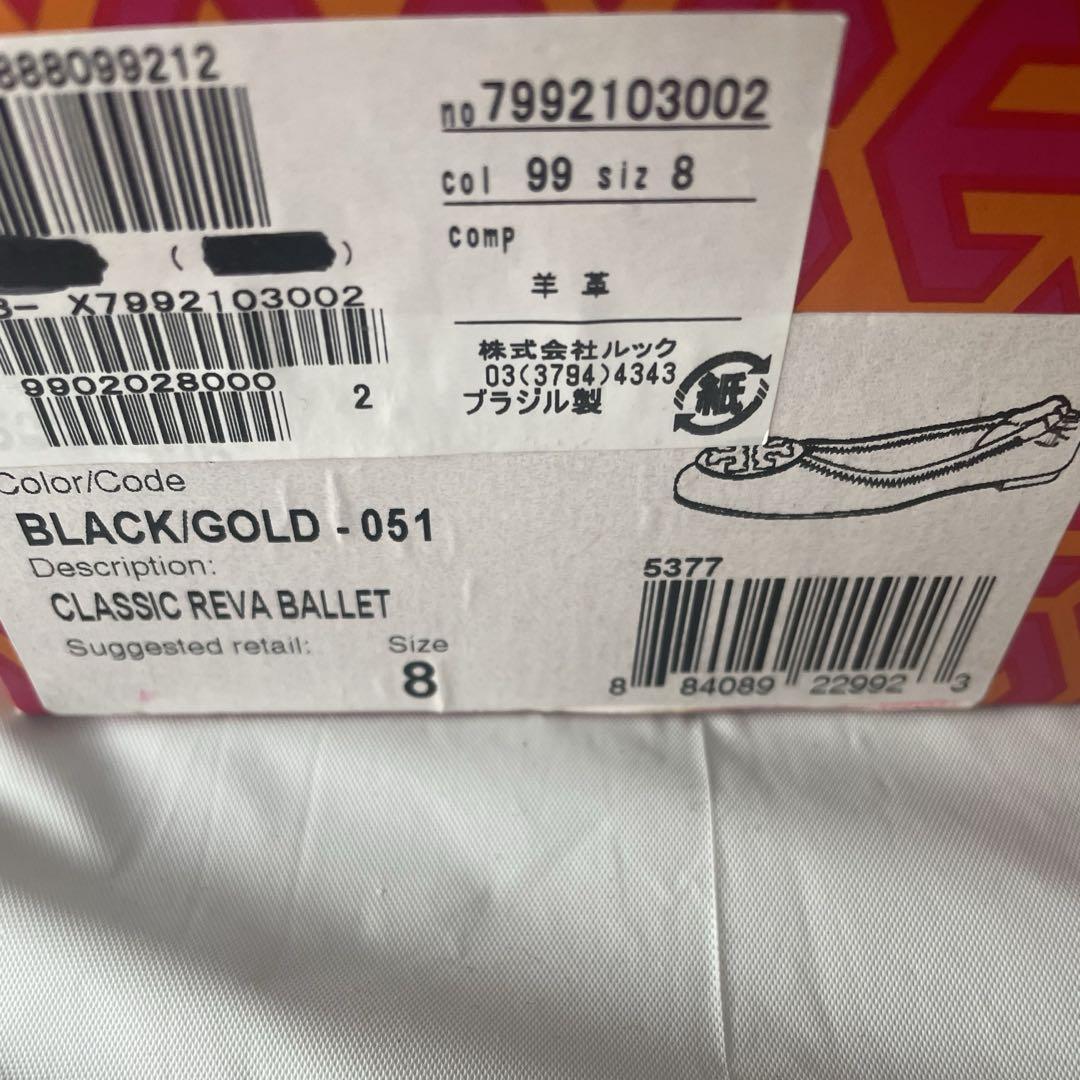 888099212
no 7992103002
col 99 siz 8
comp
羊革
( )
X7992103002
9902028000
2
株式会社ルック
03(3794)4343
ブラジル製
紙
Color/Code
BLACK/GOLD - 051
Description:
CLASSIC REVA BALLET
Suggested retail:
Size
8
5377
8 84089 22992 3